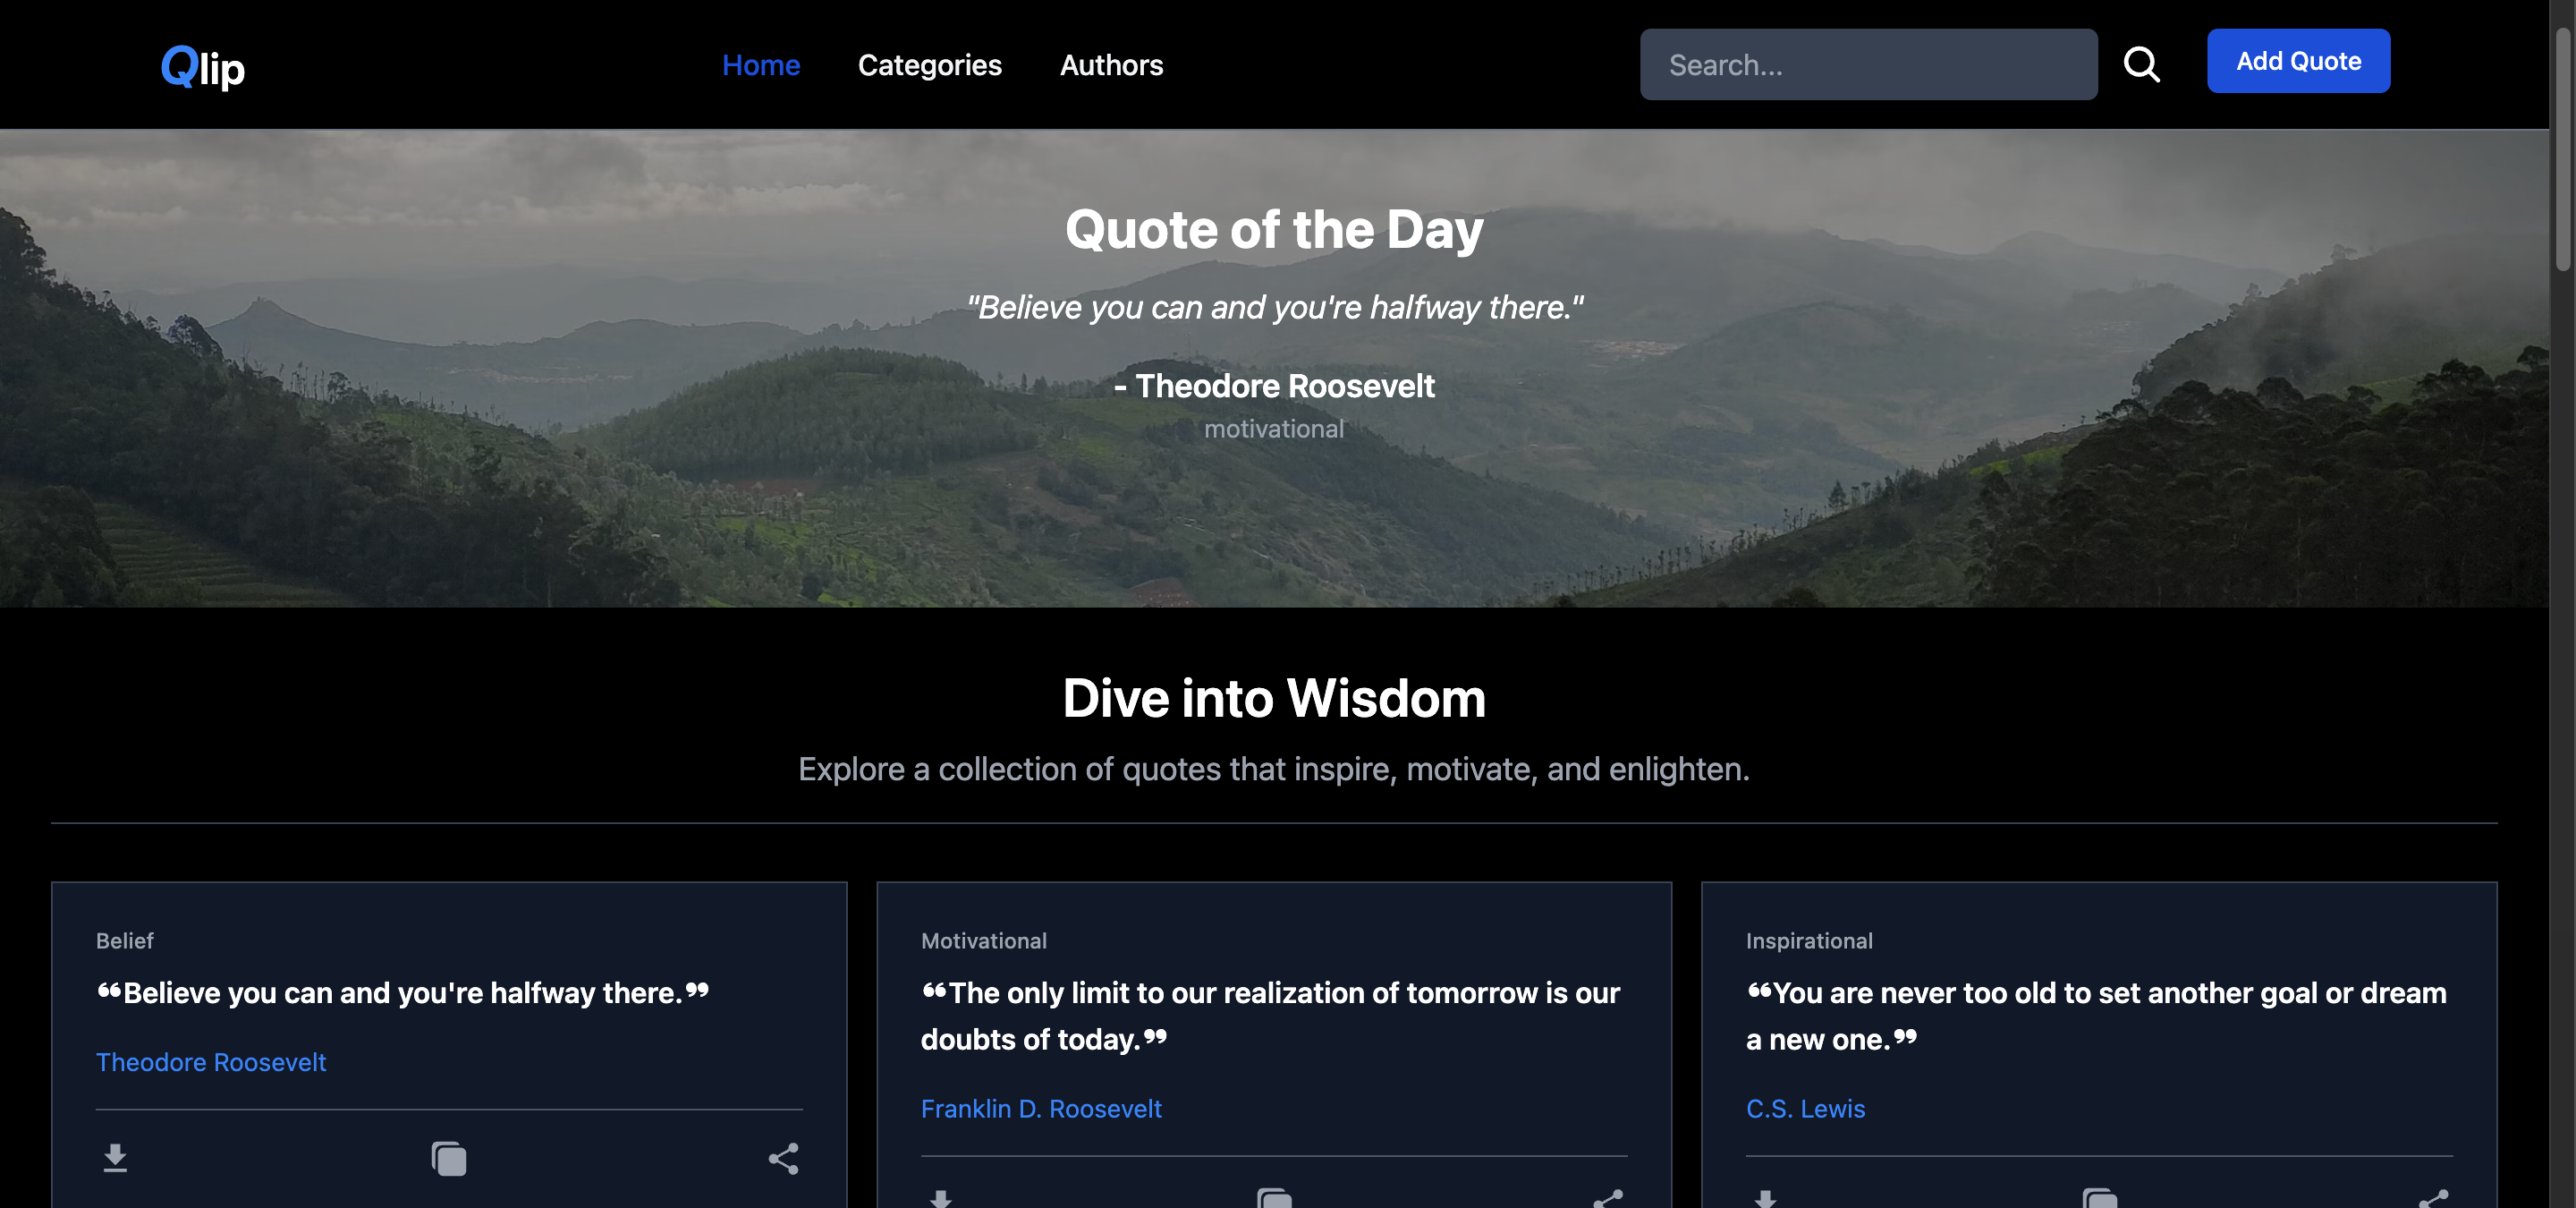 Qlip
Home
Categories
Authors
Search...
Add Quote
Quote of the Day
"Believe you can and you're halfway there."
- Theodore Roosevelt
motivational
Dive into Wisdom
Explore a collection of quotes that inspire, motivate, and enlighten.
Belief
❝Believe you can and you're halfway there.❞
Theodore Roosevelt
Motivational
❝The only limit to our realization of tomorrow is our
doubts of today.❞
Franklin D. Roosevelt
Inspirational
❝You are never too old to set another goal or dream
a new one.❞
C.S. Lewis